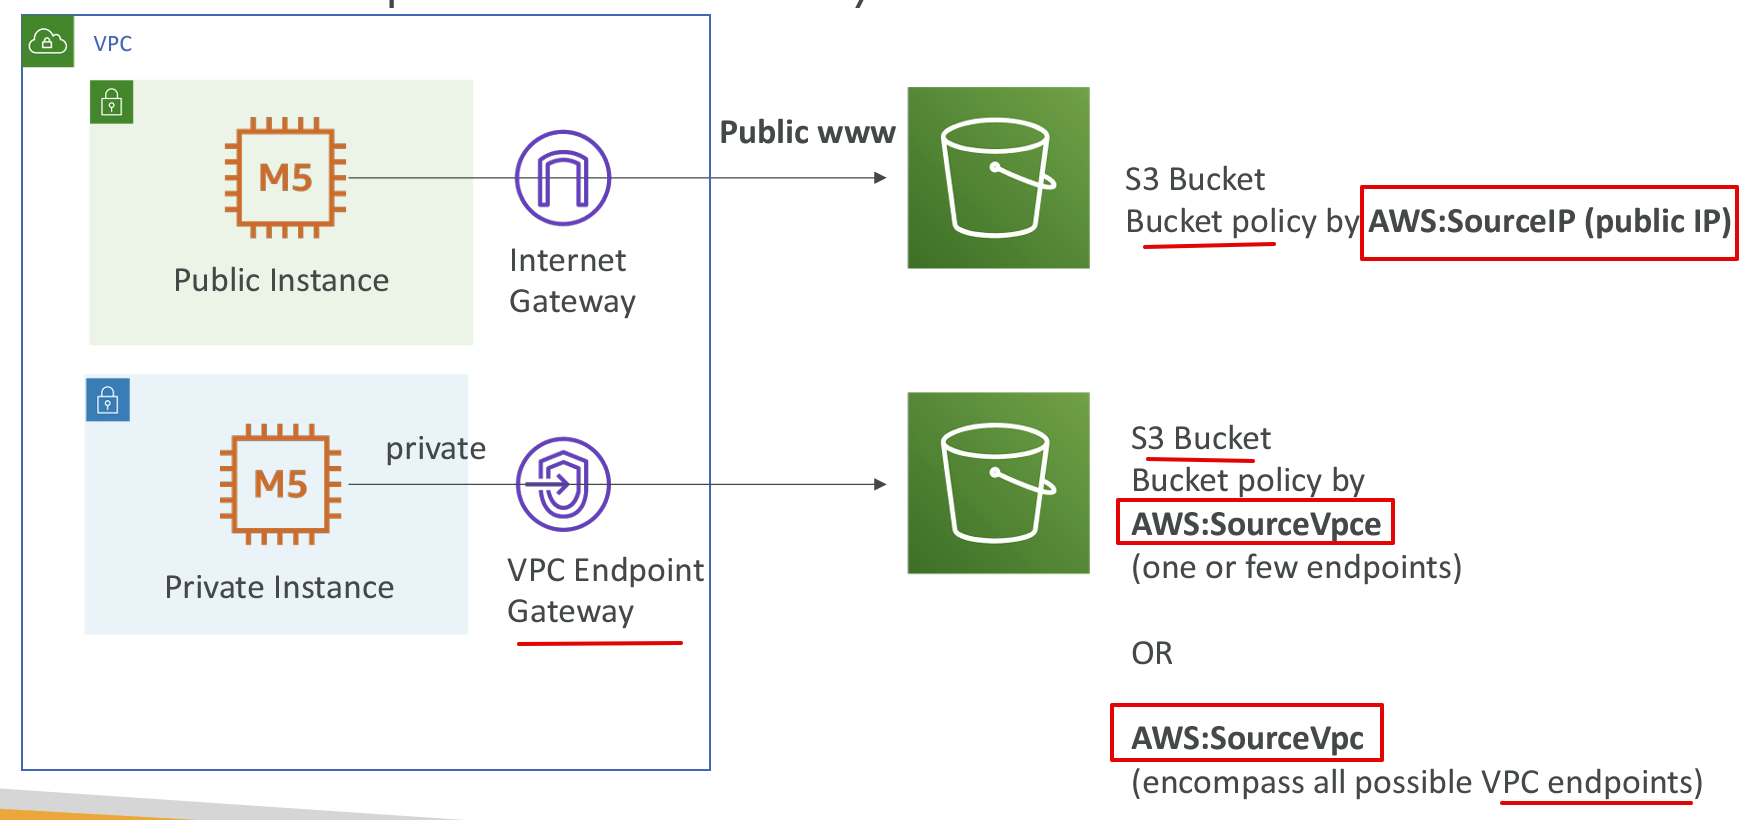 VPC
M5
Public Instance
Internet
Gateway
Public www
S3 Bucket
Bucket policy by AWS:SourceIP (public IP)
M5
Private Instance
private
VPC Endpoint
Gateway
S3 Bucket
Bucket policy by
AWS:SourceVpce
(one or few endpoints)
OR
AWS:SourceVpc
(encompass all possible VPC endpoints)